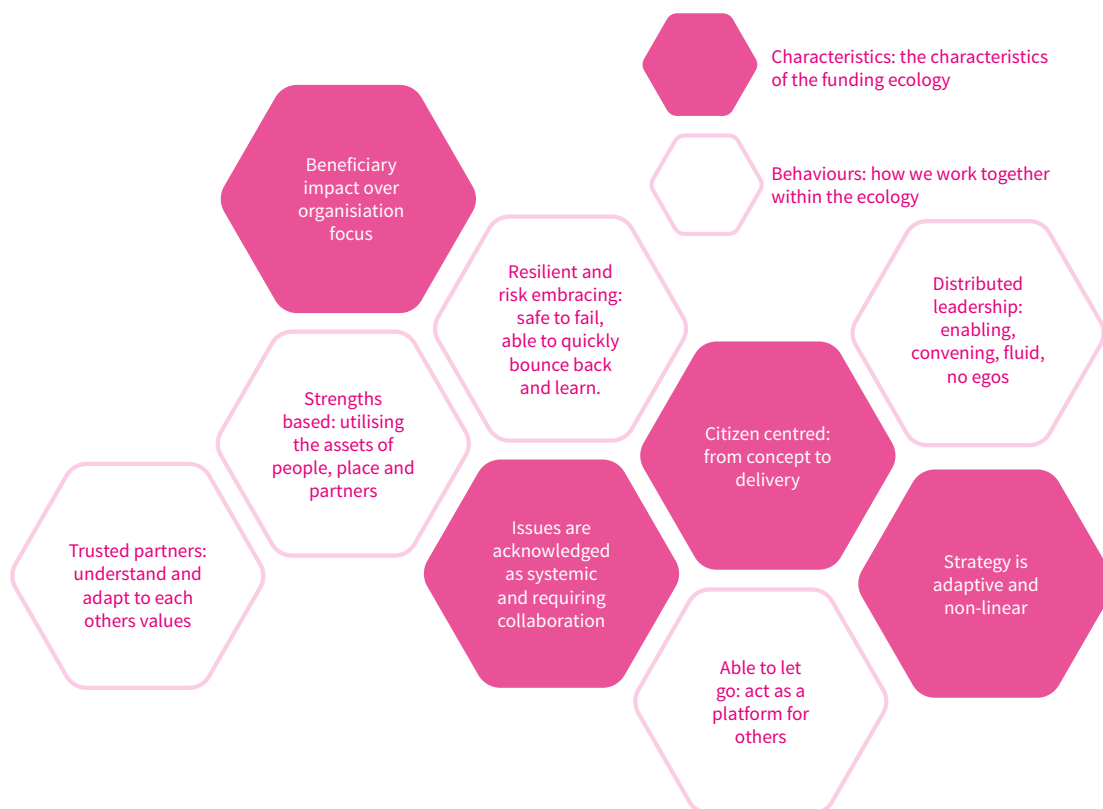 Characteristics: the characteristics
of the funding ecology
Behaviours: how we work together
within the ecology
Beneficiary
impact over
organisiation
focus
Resilient and
risk embracing:
safe to fail,
able to quickly
bounce back
and learn.
Distributed
leadership:
enabling,
convening, fluid,
no egos
Strengths
based: utilising
the assets of
people, place and
partners
Citizen centred:
from concept to
delivery
Trusted partners:
understand and
adapt to each
others values
Issues are
acknowledged
as systemic
and requiring
collaboration
Strategy is
adaptive and
non-linear
Able to let
go: act as a
platform for
others